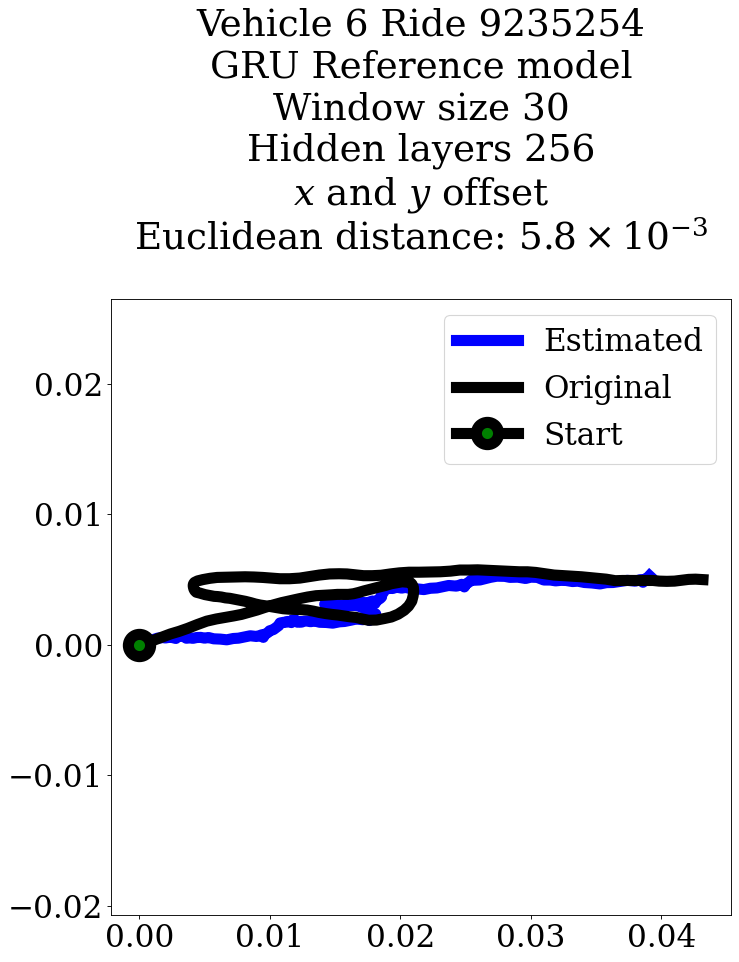 Vehicle 6 Ride 9235254
GRU Reference model
Window size 30
Hidden layers 256
x and y offset
Euclidean distance: 5.8 × 10⁻³
Estimated
Original
Start
0.02
0.01
0.00
−0.01
−0.02
0.00 0.01 0.02 0.03 0.04